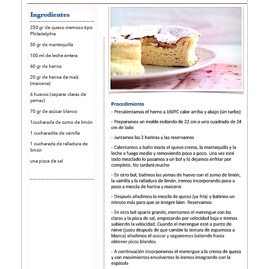 Ingredientes
250 gr de queso cremoso tipo
Philadelphia
50 gr de mantequilla
100 ml de leche entera
60 gr de harina
20 gr de harina de maíz
(maicena)
6 huevos (separar claras de
yemas)
70 gr de azúcar blanco
1 cucharada de zumo de limón
1 cucharadita de vainilla
1 cucharada de ralladura de
limón
una pizca de sal
Procedimiento
- Precalentamos el horno a 160ºC calor arriba y abajo (sin turbo)
- Preparamos un molde redondo de 22 cm o uno cuadrado de 24
cm de lado
- Juntamos las 2 harinas y las reservamos
- Calentamos a baño maría el queso crema, la mantequilla y la
leche a fuego medio y removiendo poco a poco. Una vez esté
todo mezclado lo pasamos a un bol y lo dejamos enfriar por
completo. No tardará mucho
- En otro bol, batimos las yemas de huevo con el zumo de limón,
la vainilla y la ralladura de limón. Iremos incorporando poco a
poco a mezcla de harina y maicena
- Después añadimos la mezcla de queso (ya fría) y batimos un
minuto más para que se integre bien. Reservamos
- En otro bol aparte grande, montamos el merengue con las
claras y la pizca de sal, empezando por velocidad baja e iremos
subiendo la velocidad. Cuando el merengue esté a punto de
nieve (justo después de que cambie la textura de espumoso a
blanco) añadimos el azúcar y seguiremos batiendo hasta
obtener picos blandos
- A continuación incorporamos el merengue a la crema de queso
y con movimientos envolventes lo iremos integrando con la
espátula